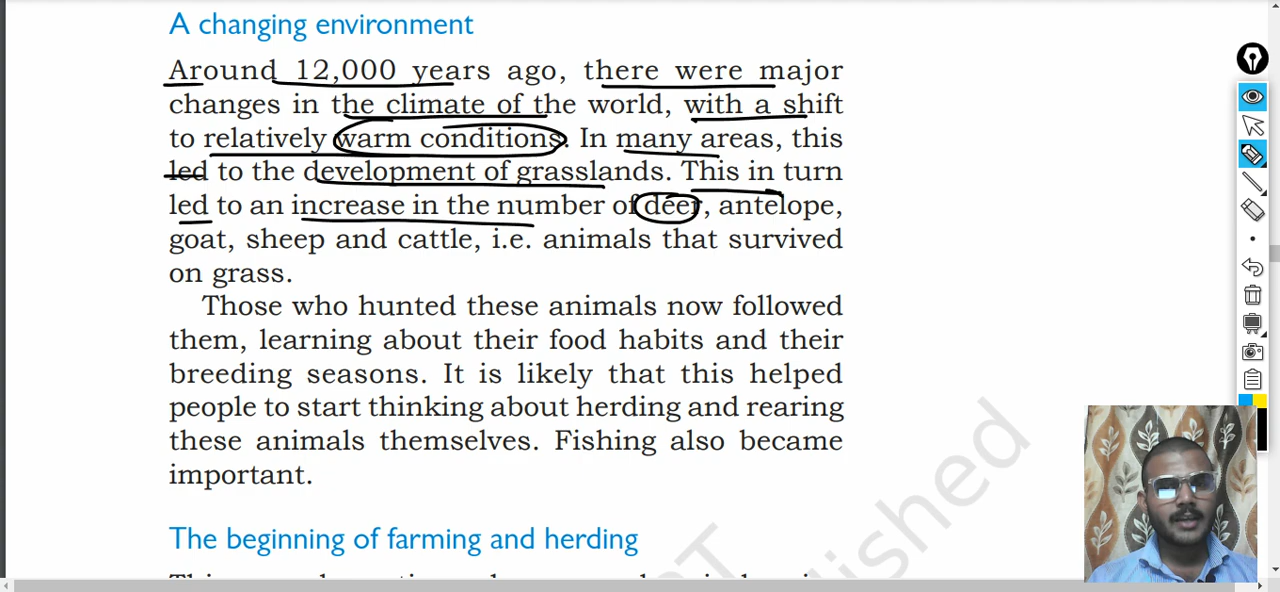 A changing environment
Around 12,000 years ago, there were major
changes in the climate of the world, with a shift
to relatively warm conditions. In many areas, this
led to the development of grasslands. This in turn
led to an increase in the number of deer, antelope,
goat, sheep and cattle, i.e. animals that survived
on grass.
Those who hunted these animals now followed
them, learning about their food habits and their
breeding seasons. It is likely that this helped
people to start thinking about herding and rearing
these animals themselves. Fishing also became
important.
The beginning of farming and herding